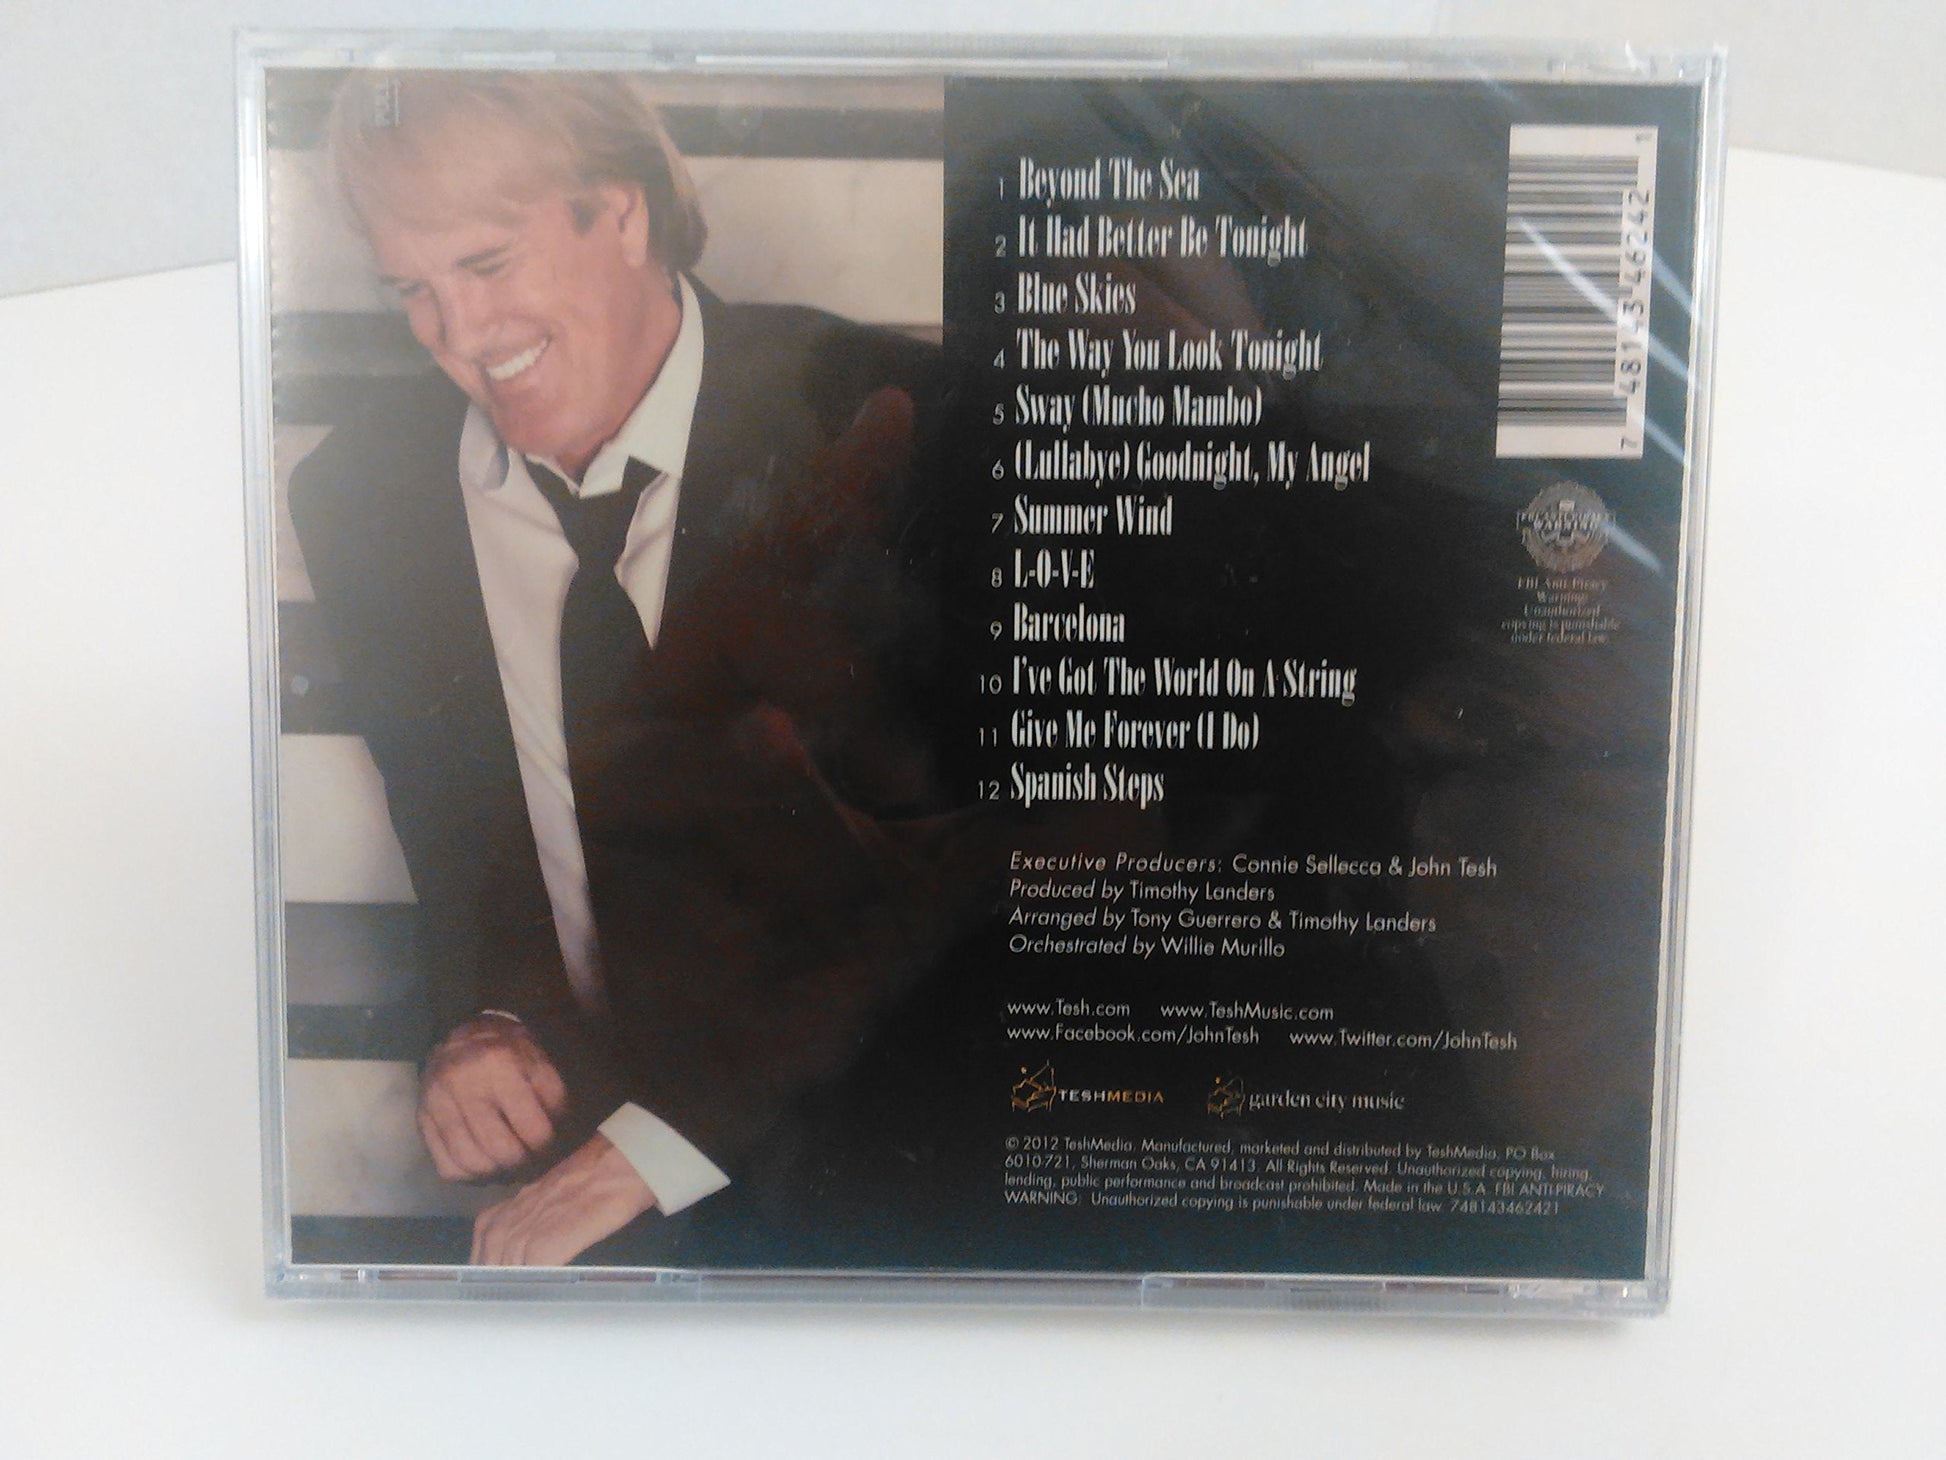 PULL
1 Beyond The Sea
2 It Had Better Be Tonight
3 Blue Skies
4 The Way You Look Tonight
5 Sway (Mucho Mambo)
6 (Lullabye) Goodnight, My Angel
7 Summer Wind
8 L-O-V-E
9 Barcelona
10 I've Got The World On A String
11 Give Me Forever (I Do)
12 Spanish Steps
Executive Producers: Connie Sellecca & John Tesh
Produced by Timothy Landers
Arranged by Tony Guerrero & Timothy Landers
Orchestrated by Willie Murillo
www.Tesh.com www.TeshMusic.com
www.Facebook.com/JohnTesh www.Twitter.com/JohnTesh
TESHMEDIA garden city music
© 2012 TeshMedia. Manufactured, marketed and distributed by TeshMedia, PO Box
6010-721, Sherman Oaks, CA 91413. All Rights Reserved. Unauthorized copying, hiring,
lending, public performance and broadcast prohibited. Made in the U.S.A. FBI ANTI-PIRACY
WARNING: Unauthorized copying is punishable under federal law. 748143462421
7 48143 46242 1
FBI ANTI-PIRACY
WARNING
FBI Anti-Piracy
Warning:
Unauthorized
copying is punishable
under federal law.